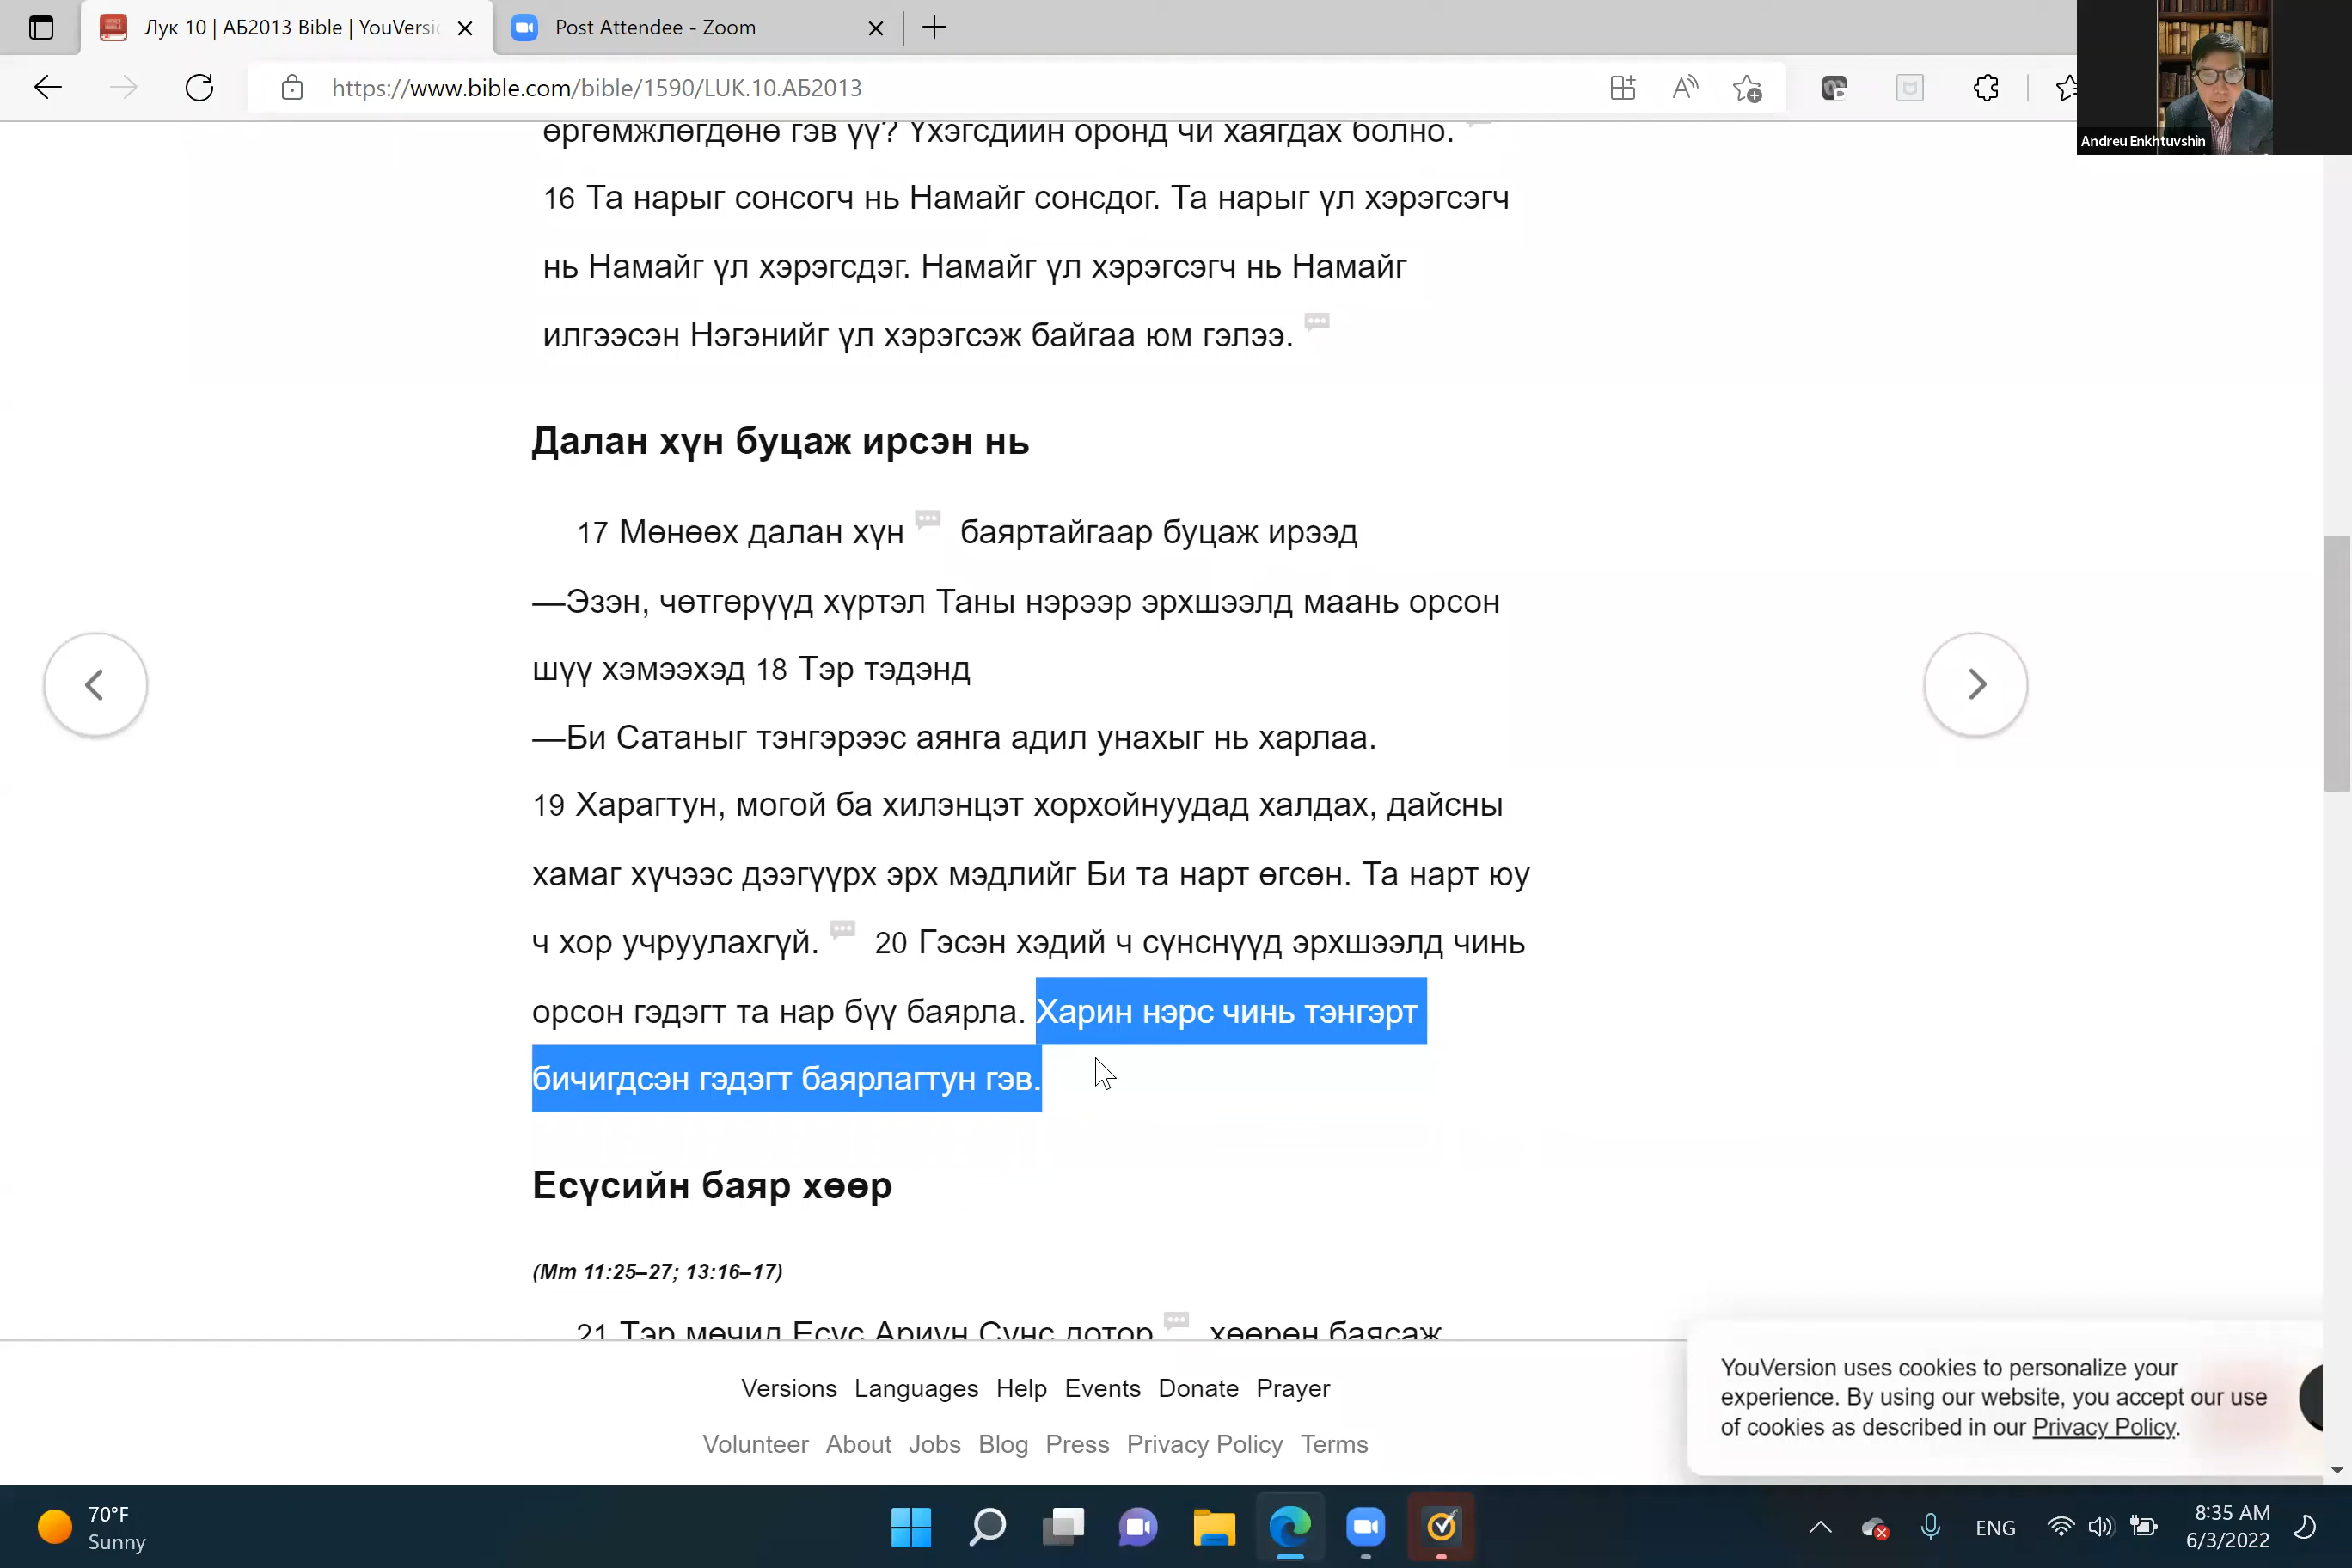 Лук 10 | АБ2013 Bible | YouVersi
Post Attendee - Zoom
https://www.bible.com/bible/1590/LUK.10.АБ2013
Andreu Enkhtuvshin
өргөмжлөгдөнө гэв үү? Үхэгсдийн оронд чи хаягдах болно.
16 Та нарыг сонсогч нь Намайг сонсдог. Та нарыг үл хэрэгсэгч
нь Намайг үл хэрэгсдэг. Намайг үл хэрэгсэгч нь Намайг
илгээсэн Нэгэнийг үл хэрэгсэж байгаа юм гэлээ.
Далан хүн буцаж ирсэн нь
17 Мөнөөх далан хүн баяртайгаар буцаж ирээд
—Эзэн, чөтгөрүүд хүртэл Таны нэрээр эрхшээлд маань орсон
шүү хэмээхэд 18 Тэр тэдэнд
—Би Сатаныг тэнгэрээс аянга адил унахыг нь харлаа.
19 Харагтун, могой ба хилэнцэт хорхойнуудад халдах, дайсны
хамаг хүчээс дээгүүрх эрх мэдлийг Би та нарт өгсөн. Та нарт юу
ч хор учруулахгүй. 20 Гэсэн хэдий ч сүнснүүд эрхшээлд чинь
орсон гэдэгт та нар бүү баярла. Харин нэрс чинь тэнгэрт
бичигдсэн гэдэгт баярлагтун гэв.
Есүсийн баяр хөөр
(Мт 11:25–27; 13:16–17)
21 Тэр мөчид Есүс Ариун Сүнс дотор хөөрөн баясаж
Versions Languages Help Events Donate Prayer
Volunteer About Jobs Blog Press Privacy Policy Terms
YouVersion uses cookies to personalize your
experience. By using our website, you accept our use
of cookies as described in our Privacy Policy.
70°F
Sunny
ENG
8:35 AM
6/3/2022